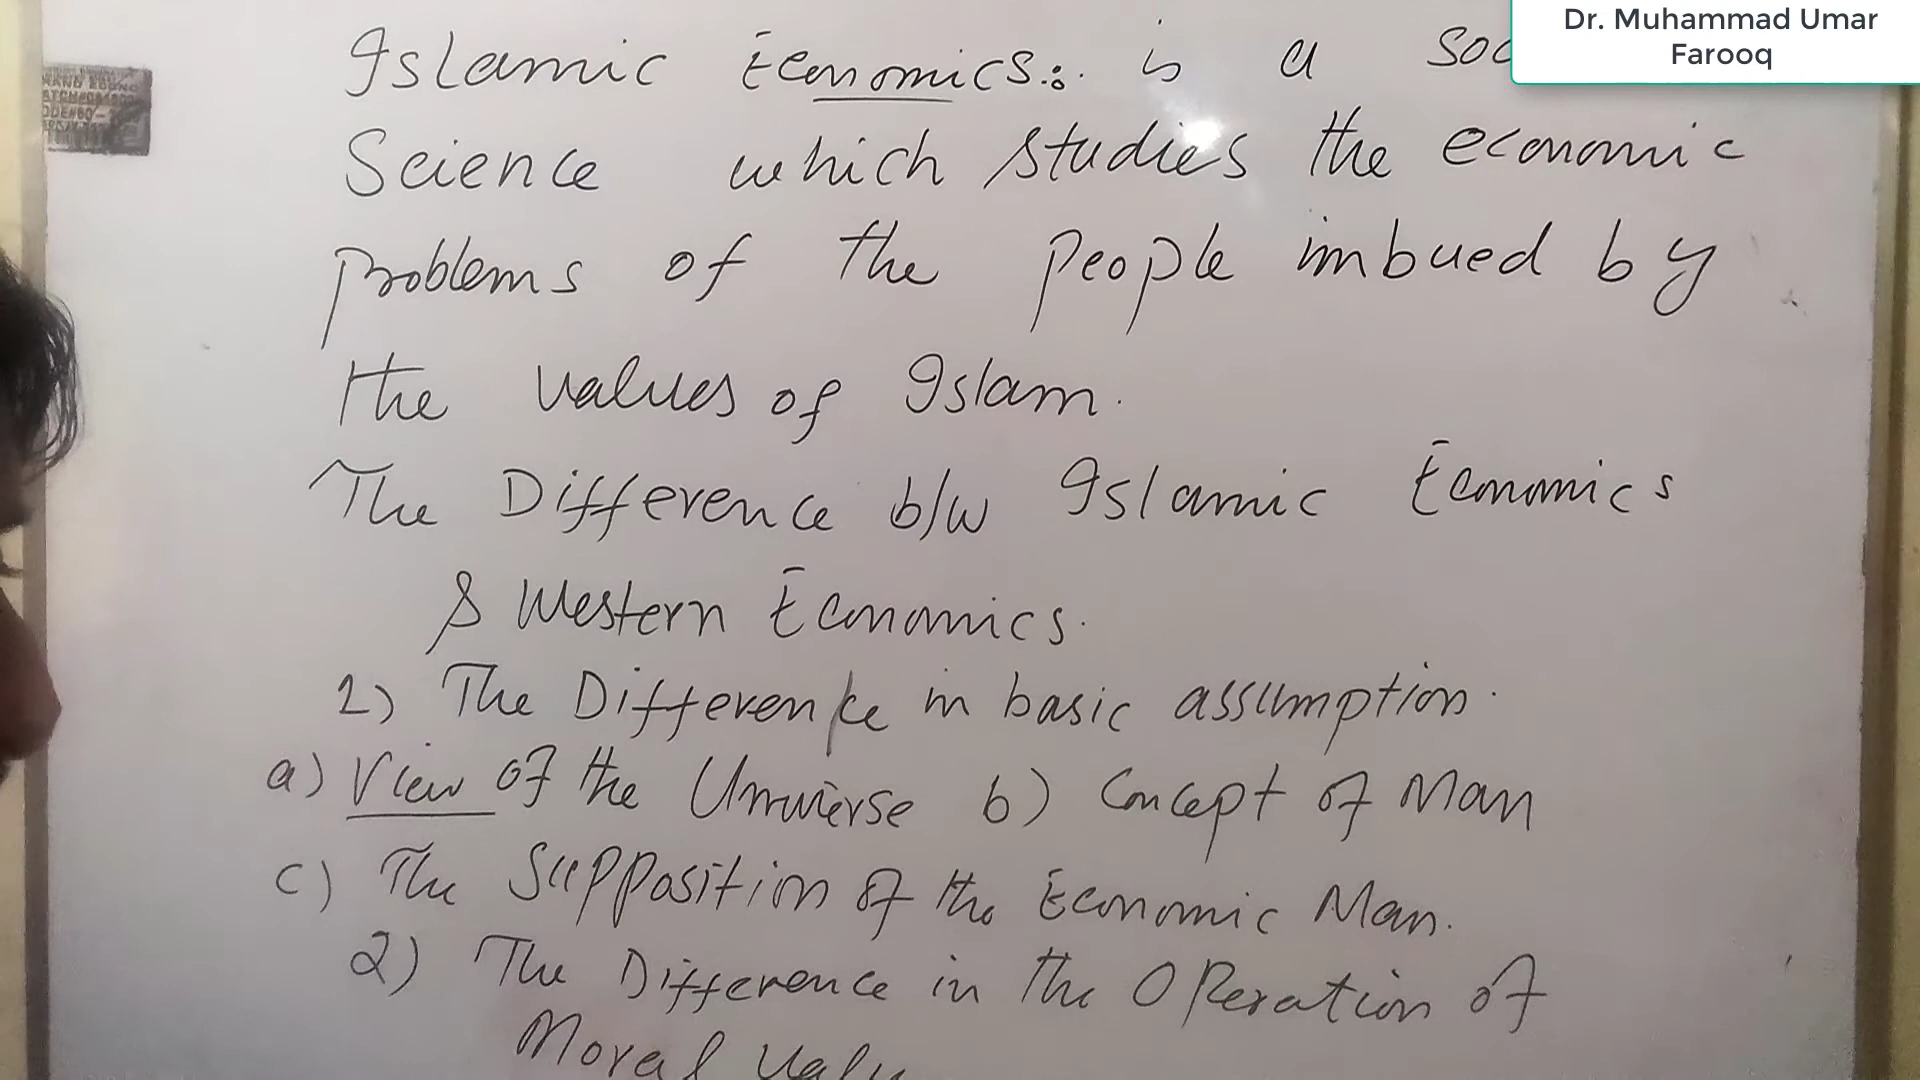 Dr. Muhammad Umar
Farooq
Islamic Economics: is a soc
Science which studies the economic
problems of the people imbued by
the values of Islam.
The Difference b/w Islamic Economics
& Western Economics.
1) The Difference in basic assumption.
a) View of the Universe b) Concept of Man
c) The Supposition of the Economic Man.
2) The Difference in the Operation of
Moral Valu